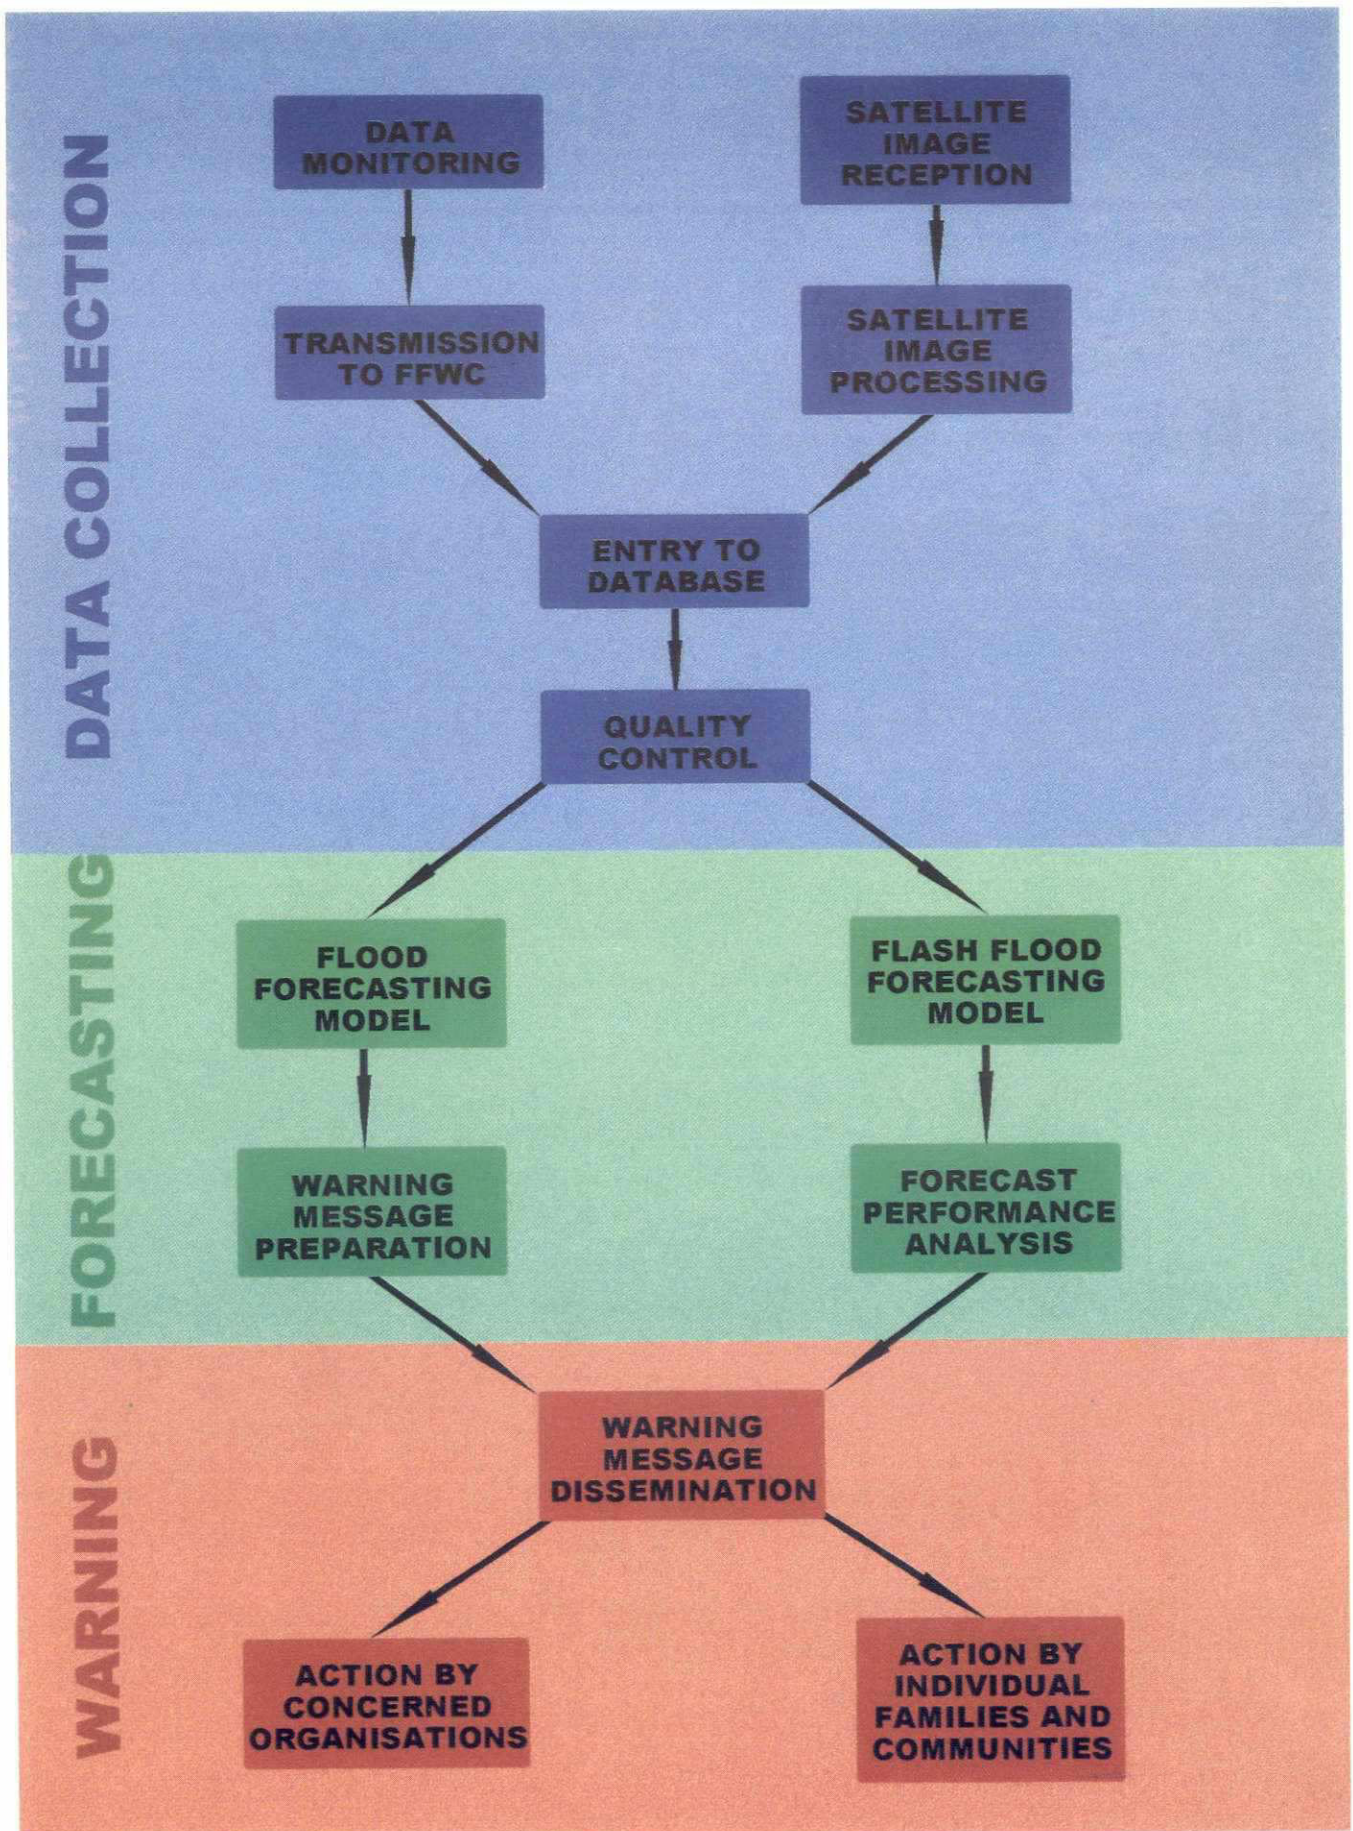 DATA COLLECTION
DATA
MONITORING
SATELLITE
IMAGE
RECEPTION
TRANSMISSION
TO FFWC
SATELLITE
IMAGE
PROCESSING
ENTRY TO
DATABASE
QUALITY
CONTROL
FORECASTING
FLOOD
FORECASTING
MODEL
FLASH FLOOD
FORECASTING
MODEL
WARNING
MESSAGE
PREPARATION
FORECAST
PERFORMANCE
ANALYSIS
WARNING
WARNING
MESSAGE
DISSEMINATION
ACTION BY
CONCERNED
ORGANISATIONS
ACTION BY
INDIVIDUAL
FAMILIES AND
COMMUNITIES